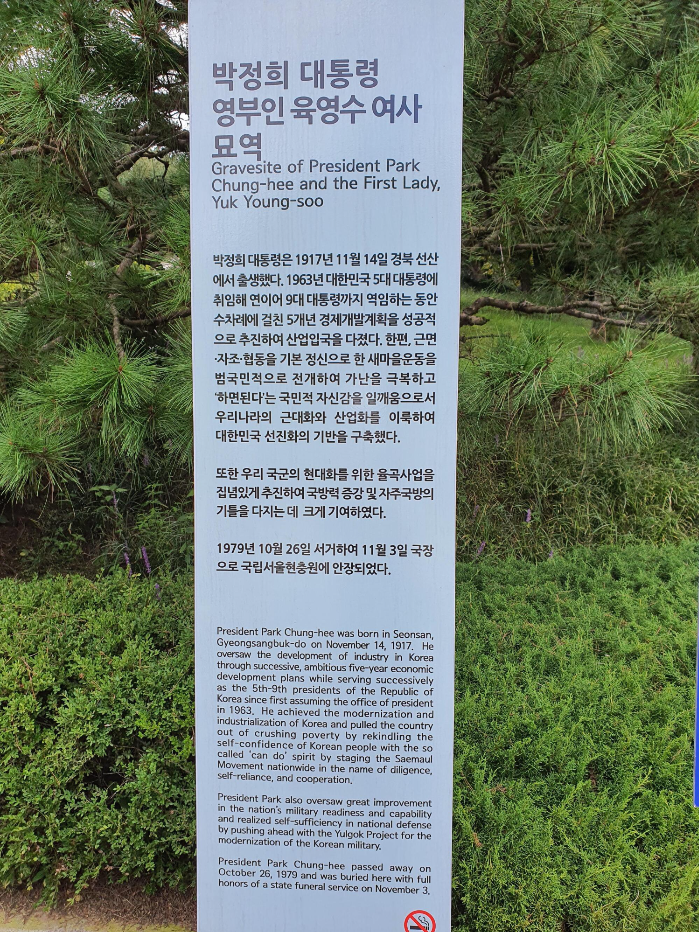 박정희 대통령
영부인 육영수 여사
묘역
Gravesite of President Park
Chung-hee and the First Lady,
Yuk Young-soo
박정희 대통령은 1917년 11월 14일 경북 선산
에서 출생했다. 1963년 대한민국 5대 대통령에
취임해 연이어 9대 대통령까지 역임하는 동안
수차례에 걸친 5개년 경제개발계획을 성공적
으로 추진하여 산업입국을 다졌다. 한편, 근면
·자조·협동을 기본 정신으로 한 새마을운동을
범국민적으로 전개하여 가난을 극복하고
'하면된다'는 국민적 자신감을 일깨움으로서
우리나라의 근대화와 산업화를 이룩하여
대한민국 선진화의 기반을 구축했다.
또한 우리 국군의 현대화를 위한 율곡사업을
집념있게 추진하여 국방력 증강 및 자주국방의
기틀을 다지는 데 크게 기여하였다.
1979년 10월 26일 서거하여 11월 3일 국장
으로 국립서울현충원에 안장되었다.
President Park Chung-hee was born in Seonsan,
Gyeongsangbuk-do on November 14, 1917. He
oversaw the development of industry in Korea
through successive, ambitious five-year economic
development plans while serving successively
as the 5th-9th presidents of the Republic of
Korea since first assuming the office of president
in 1963. He achieved the modernization and
industrialization of Korea and pulled the country
out of crushing poverty by rekindling the
self-confidence of Korean people with the so
called 'can do' spirit by staging the Saemaul
Movement nationwide in the name of diligence,
self-reliance, and cooperation.
President Park also oversaw great improvement
in the nation's military readiness and capability
and realized self-sufficiency in national defense
by pushing ahead with the Yulgok Project for the
modernization of the Korean military.
President Park Chung-hee passed away on
October 26, 1979 and was buried here with full
honors of a state funeral service on November 3.